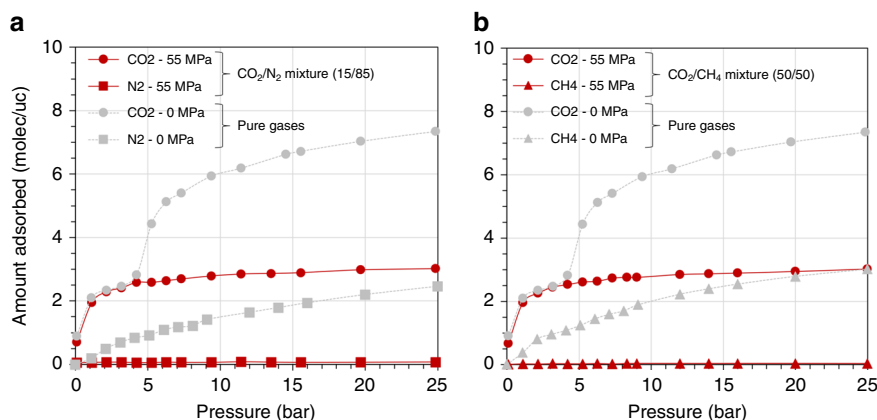 a
Amount adsorbed (molec/uc)
10
8
6
4
2
0
0
5
10
15
20
25
Pressure (bar)
CO2 - 55 MPa
N2 - 55 MPa
CO₂/N₂ mixture (15/85)
CO2 - 0 MPa
N2 - 0 MPa
Pure gases
b
10
8
6
4
2
0
0
5
10
15
20
25
Pressure (bar)
CO2 - 55 MPa
CH4 - 55 MPa
CO₂/CH₄ mixture (50/50)
CO2 - 0 MPa
CH4 - 0 MPa
Pure gases